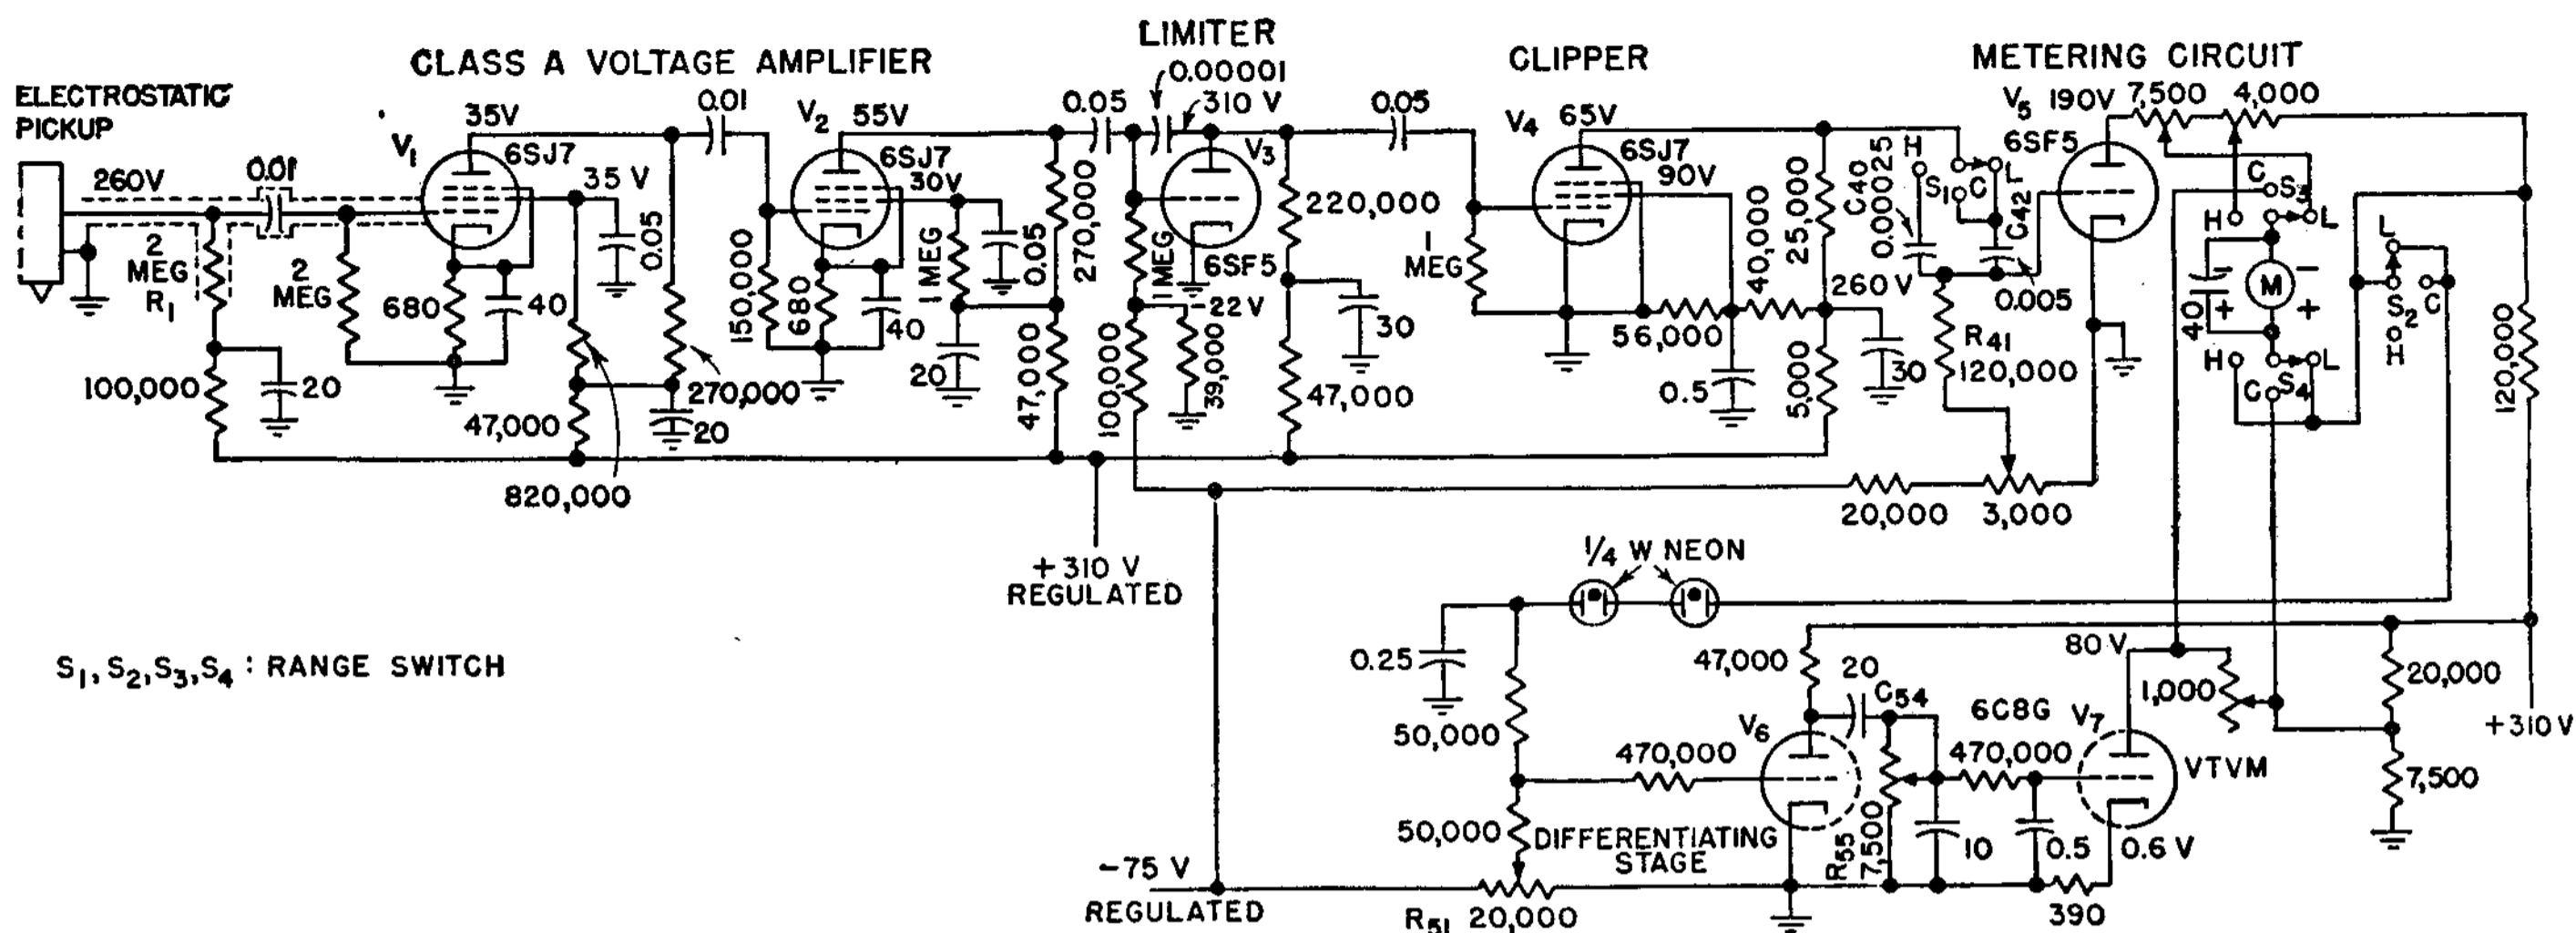 LIMITER
CLASS A VOLTAGE AMPLIFIER
CLIPPER
METERING CIRCUIT
ELECTROSTATIC
PICKUP
0.00001
310 V
V1
35V
6SJ7
0.01
V2
55V
6SJ7
30V
0.05
V3
6SF5
0.05
V4
65V
6SJ7
90V
V5
190V
6SF5
7,500
4,000
260V
0.01
35 V
0.05
2
MEG
R1
2
MEG
680
40
100,000
20
47,000
820,000
270,000
20
150,000
680
40
1 MEG
0.05
20
270,000
47,000
1 MEG
100,000
-22 V
39,000
220,000
30
47,000
1
MEG
56,000
40,000
0.5
25,000
260 V
5,000
30
C40
0.00025
H
S1
C
L
C42
0.005
R41
120,000
20,000
3,000
C
S3
H
L
40
-
M
-
+
+
H
L
C
S4
L
S2
C
H
120,000
+310 V
REGULATED
1/4 W NEON
S1, S2, S3, S4 : RANGE SWITCH
0.25
50,000
50,000
470,000
47,000
20
C54
V6
R55
7,500
DIFFERENTIATING
STAGE
6C8G
470,000
V7
80 V
1,000
VTVM
10
0.5
0.6 V
390
20,000
7,500
+310 V
-75 V
REGULATED
R51
20,000